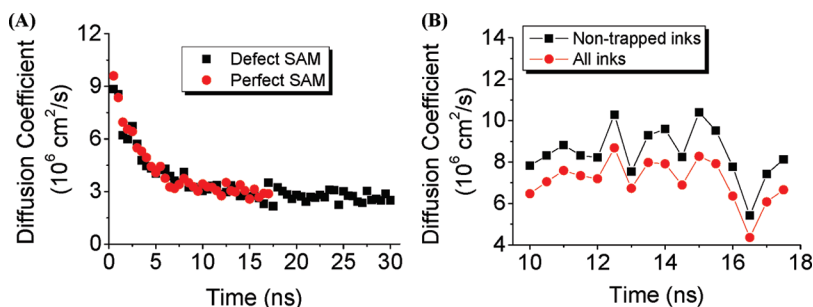 (A)
Diffusion Coefficient
(10⁶ cm²/s)
12
9
6
3
0
Defect SAM
Perfect SAM
0 5 10 15 20 25 30
Time (ns)
(B)
Diffusion Coefficient
(10⁶ cm²/s)
14
12
10
8
6
4
Non-trapped inks
All inks
10 12 14 16 18
Time (ns)